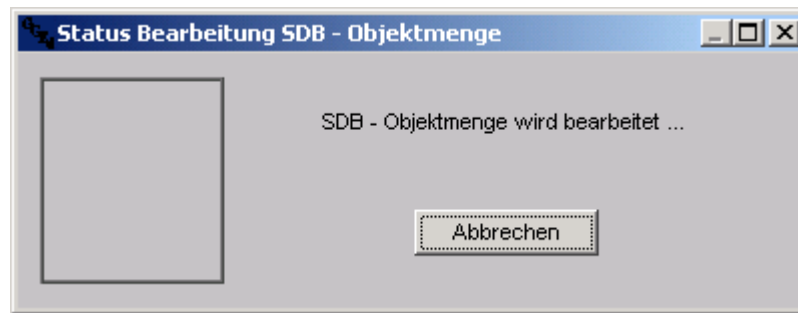 Status Bearbeitung SDB - Objektmenge
SDB - Objektmenge wird bearbeitet ...
Abbrechen